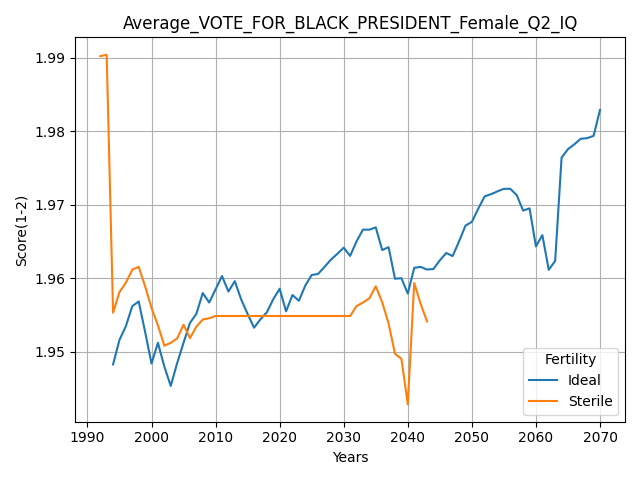 Average_VOTE_FOR_BLACK_PRESIDENT_Female_Q2_IQ
Score(1-2)
1.99
1.98
1.97
1.96
1.95
Fertility
Ideal
Sterile
1990 2000 2010 2020 2030 2040 2050 2060 2070
Years